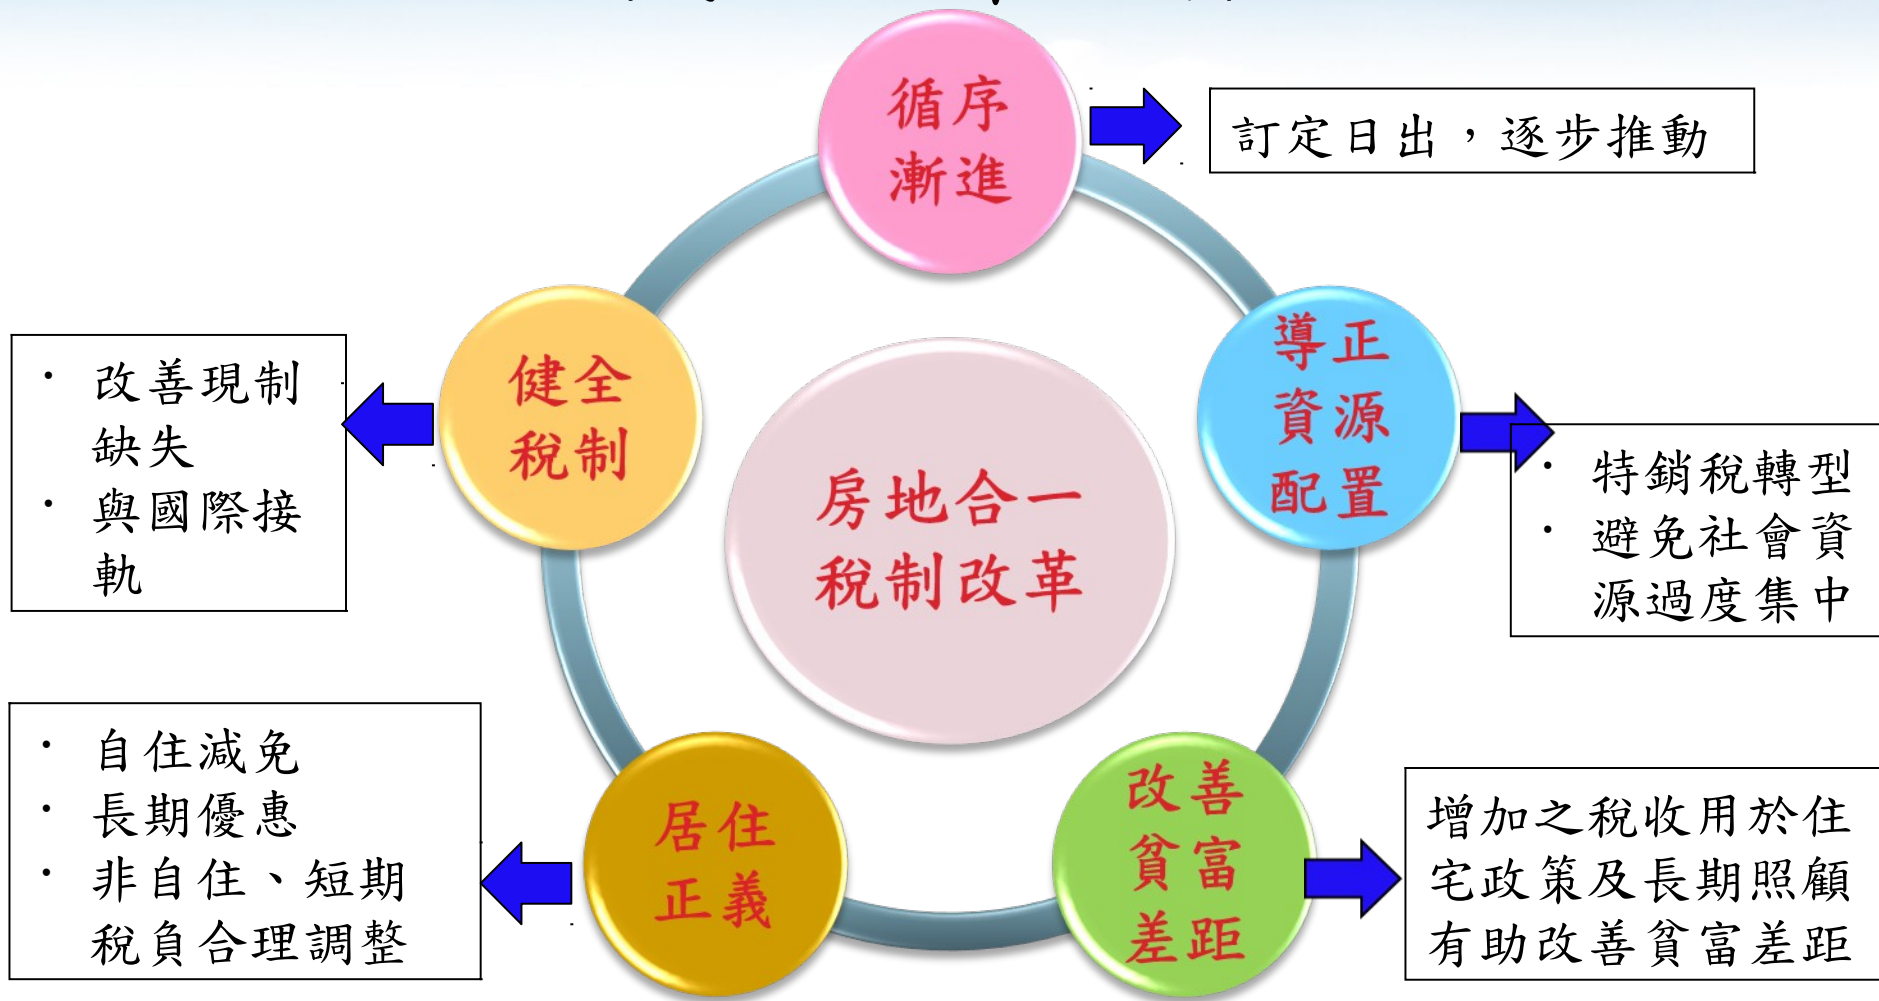 循序
漸進
訂定日出，逐步推動
導正
資源
配置
· 特銷稅轉型
· 避免社會資
源過度集中
改善
貧富
差距
增加之稅收用於住
宅政策及長期照顧
有助改善貧富差距
居住
正義
· 自住減免
· 長期優惠
· 非自住、短期
稅負合理調整
健全
稅制
· 改善現制
缺失
· 與國際接
軌
房地合一
稅制改革